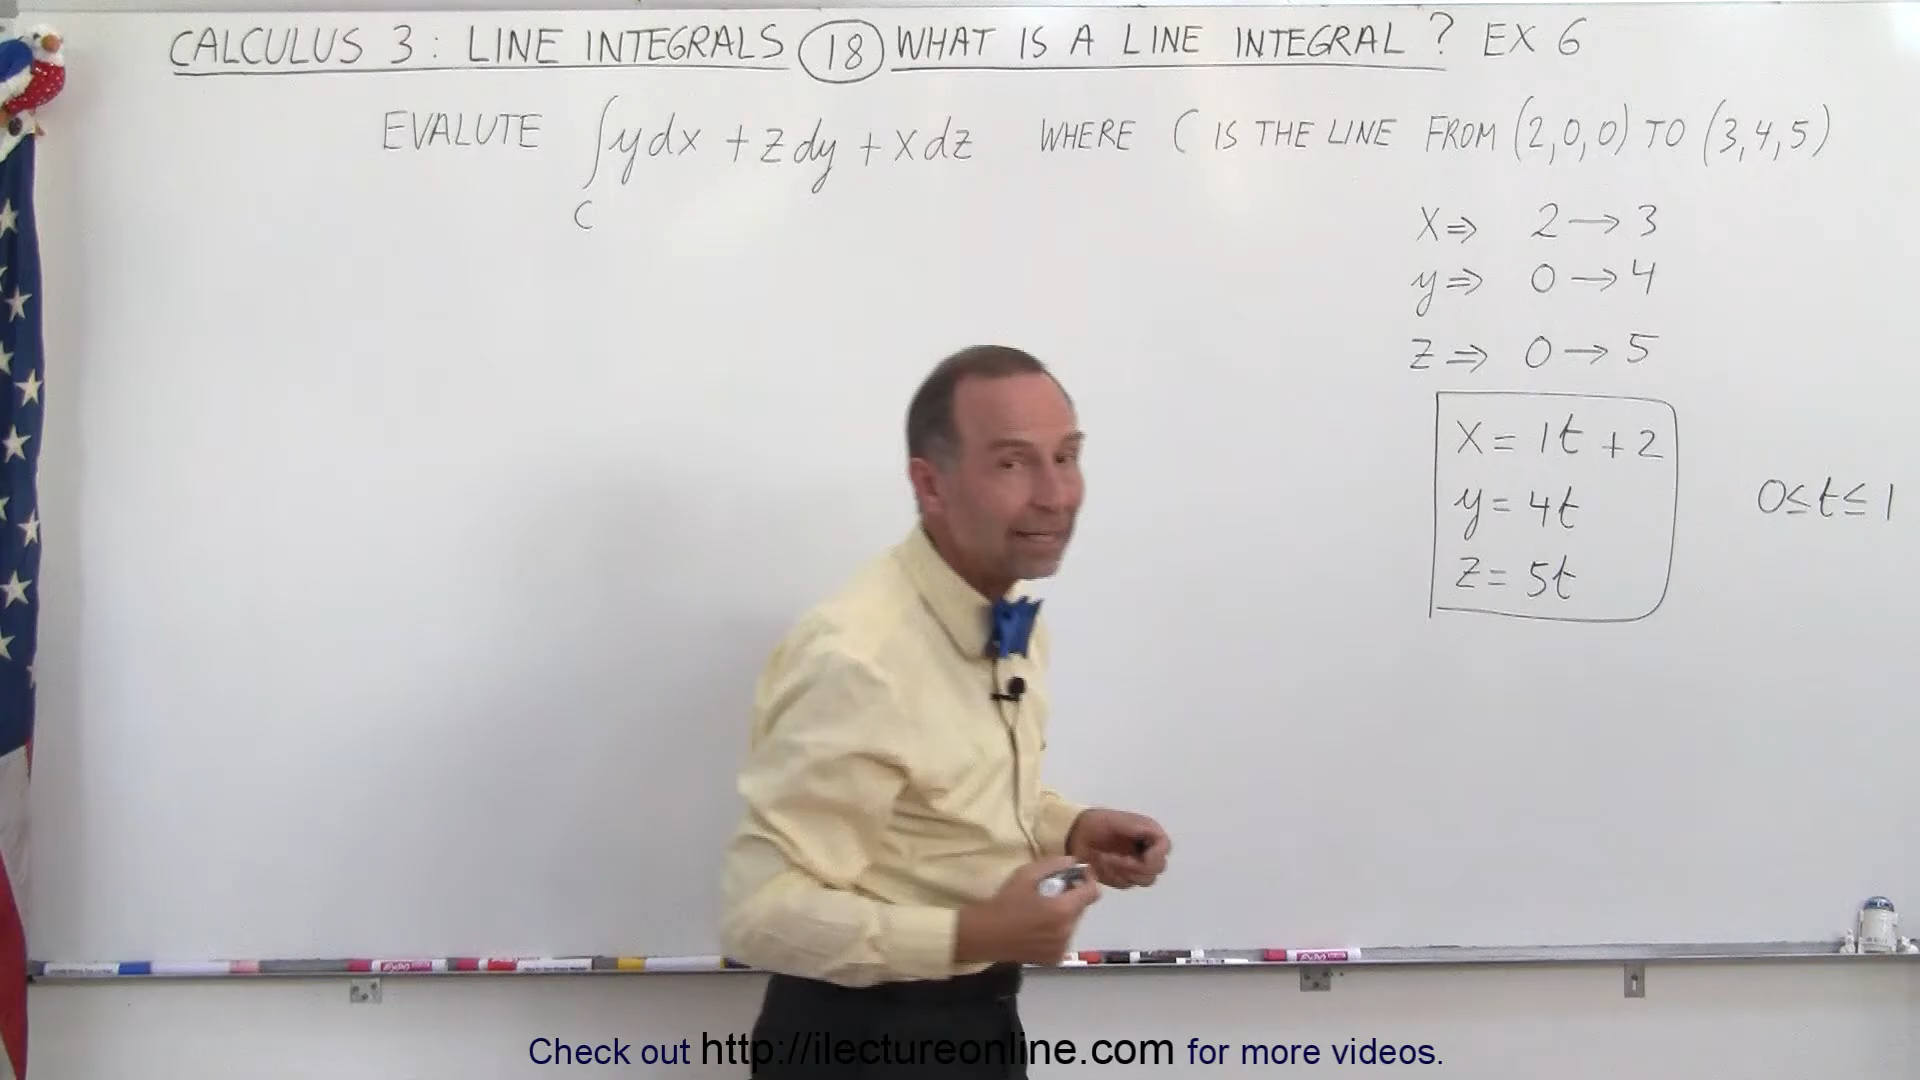 CALCULUS 3: LINE INTEGRALS 18 WHAT IS A LINE INTEGRAL? EX 6
EVALUTE ∫ydx + zdy + xdz WHERE C IS THE LINE FROM (2,0,0) TO (3,4,5)
C
X⇒ 2→3
y⇒ 0→4
z⇒ 0→5
X = 1t + 2
y = 4t
z = 5t
0≤t≤1
Check out http://ilectureonline.com for more videos.